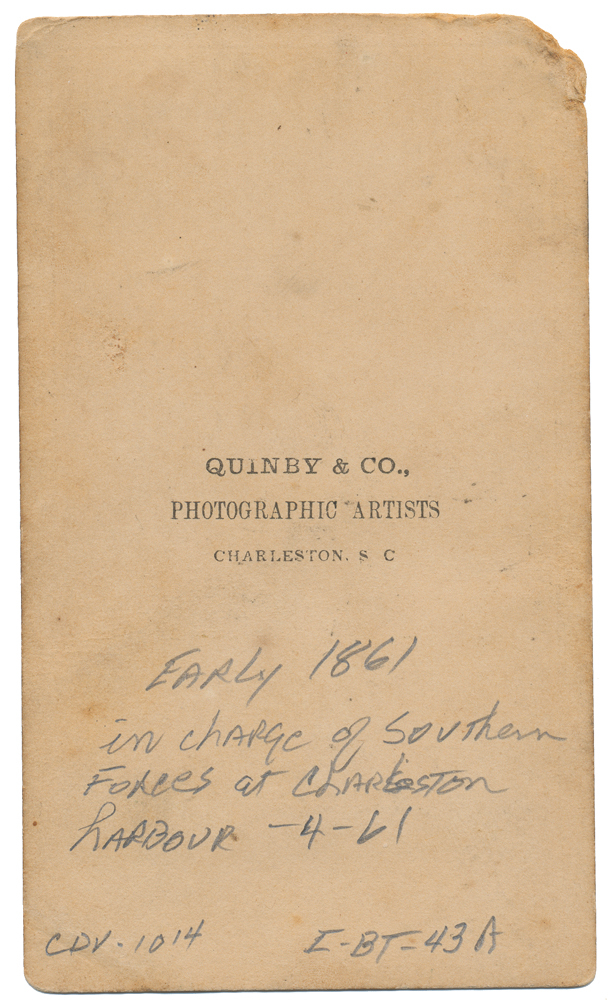 QUINBY & CO.,
PHOTOGRAPHIC ARTISTS
CHARLESTON, S C
EARLY 1861
in charge of Southern
Forces at Charleston
harbour - 4 - 61
CDV. 1014
I-BT-43A